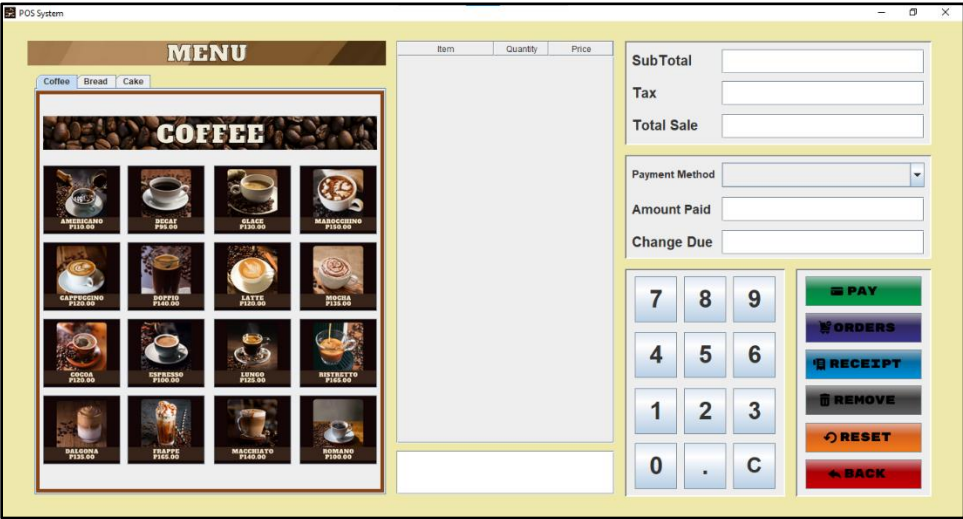 POS System
MENU
Coffee Bread Cake
COFFEE
AMERICANO
P110.00
DECAF
P95.00
GLACE
P130.00
MAROCCHINO
P150.00
CAPPUCCINO
P120.00
DOPPIO
P140.00
LATTE
P120.00
MOCHA
P135.00
COCOA
P120.00
ESPRESSO
P100.00
LUNGO
P125.00
RISTRETTO
P165.00
DALGONA
P135.00
FRAPPE
P165.00
MACCHIATO
P140.00
ROMANO
P100.00
Item Quantity Price
SubTotal
Tax
Total Sale
Payment Method
Amount Paid
Change Due
7 8 9
4 5 6
1 2 3
0 . C
PAY
ORDERS
RECEIPT
REMOVE
RESET
BACK